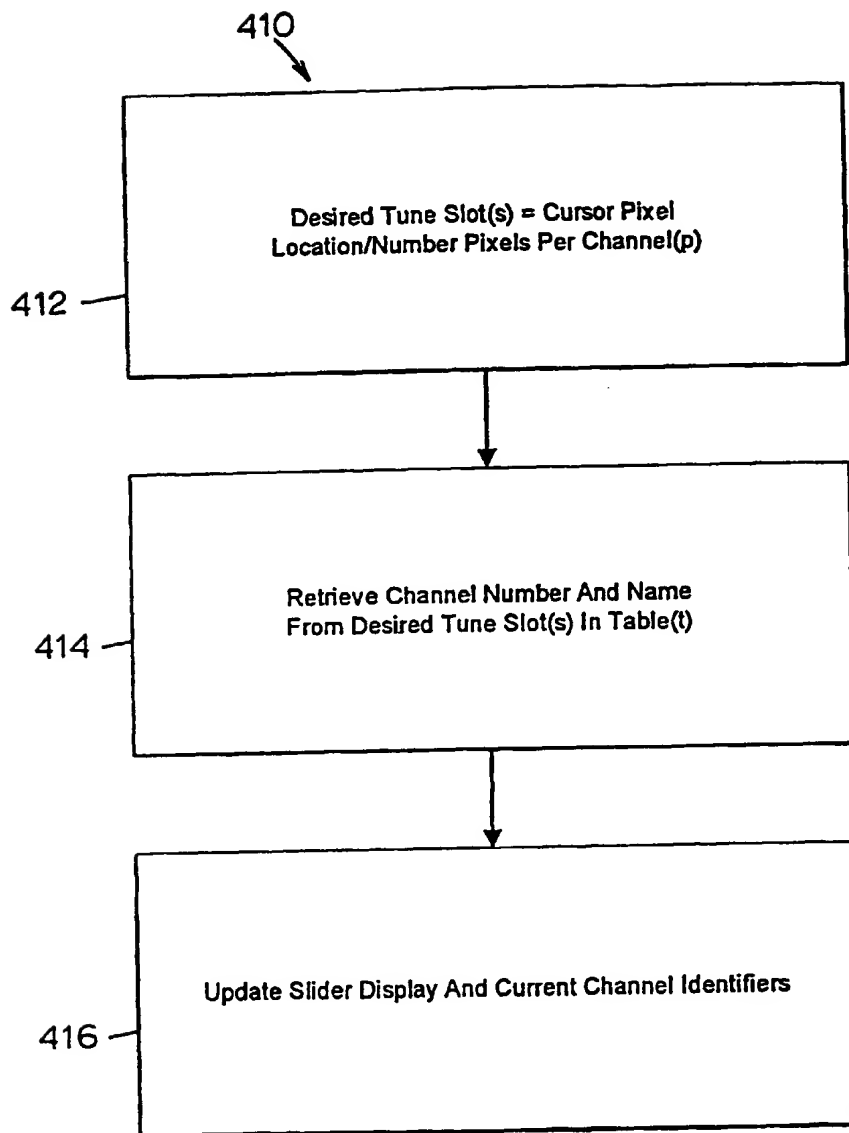 410
Desired Tune Slot(s) = Cursor Pixel
Location/Number Pixels Per Channel(p)
412
Retrieve Channel Number And Name
From Desired Tune Slot(s) In Table(t)
414
Update Slider Display And Current Channel Identifiers
416